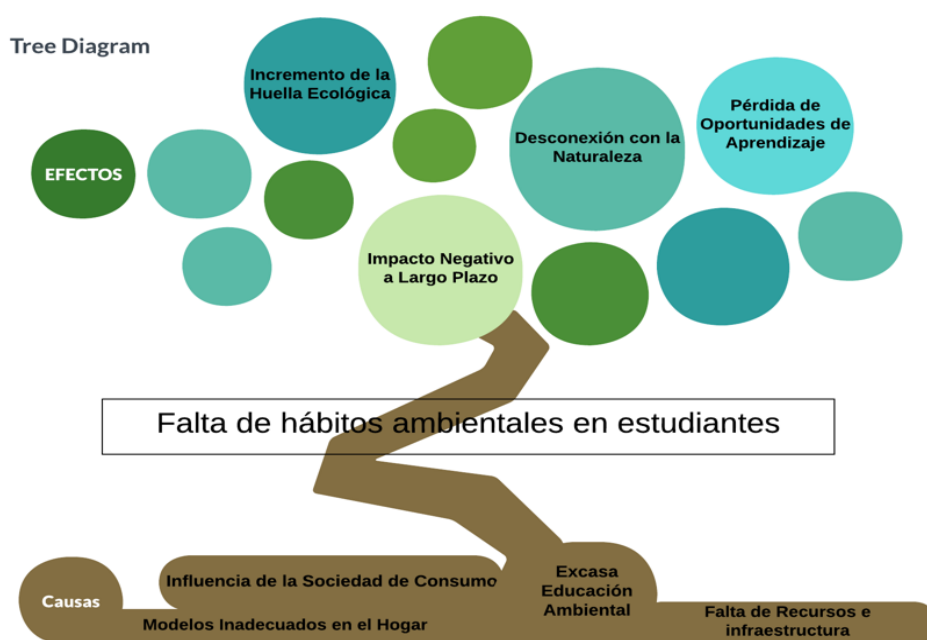 Tree Diagram
Incremento de la
Huella Ecológica
Desconexión con la
Naturaleza
Pérdida de
Oportunidades de
Aprendizaje
EFECTOS
Impacto Negativo
a Largo Plazo
Falta de hábitos ambientales en estudiantes
Causas
Influencia de la Sociedad de Consumo
Modelos Inadecuados en el Hogar
Excasa
Educación
Ambiental
Falta de Recursos e
infraestructura